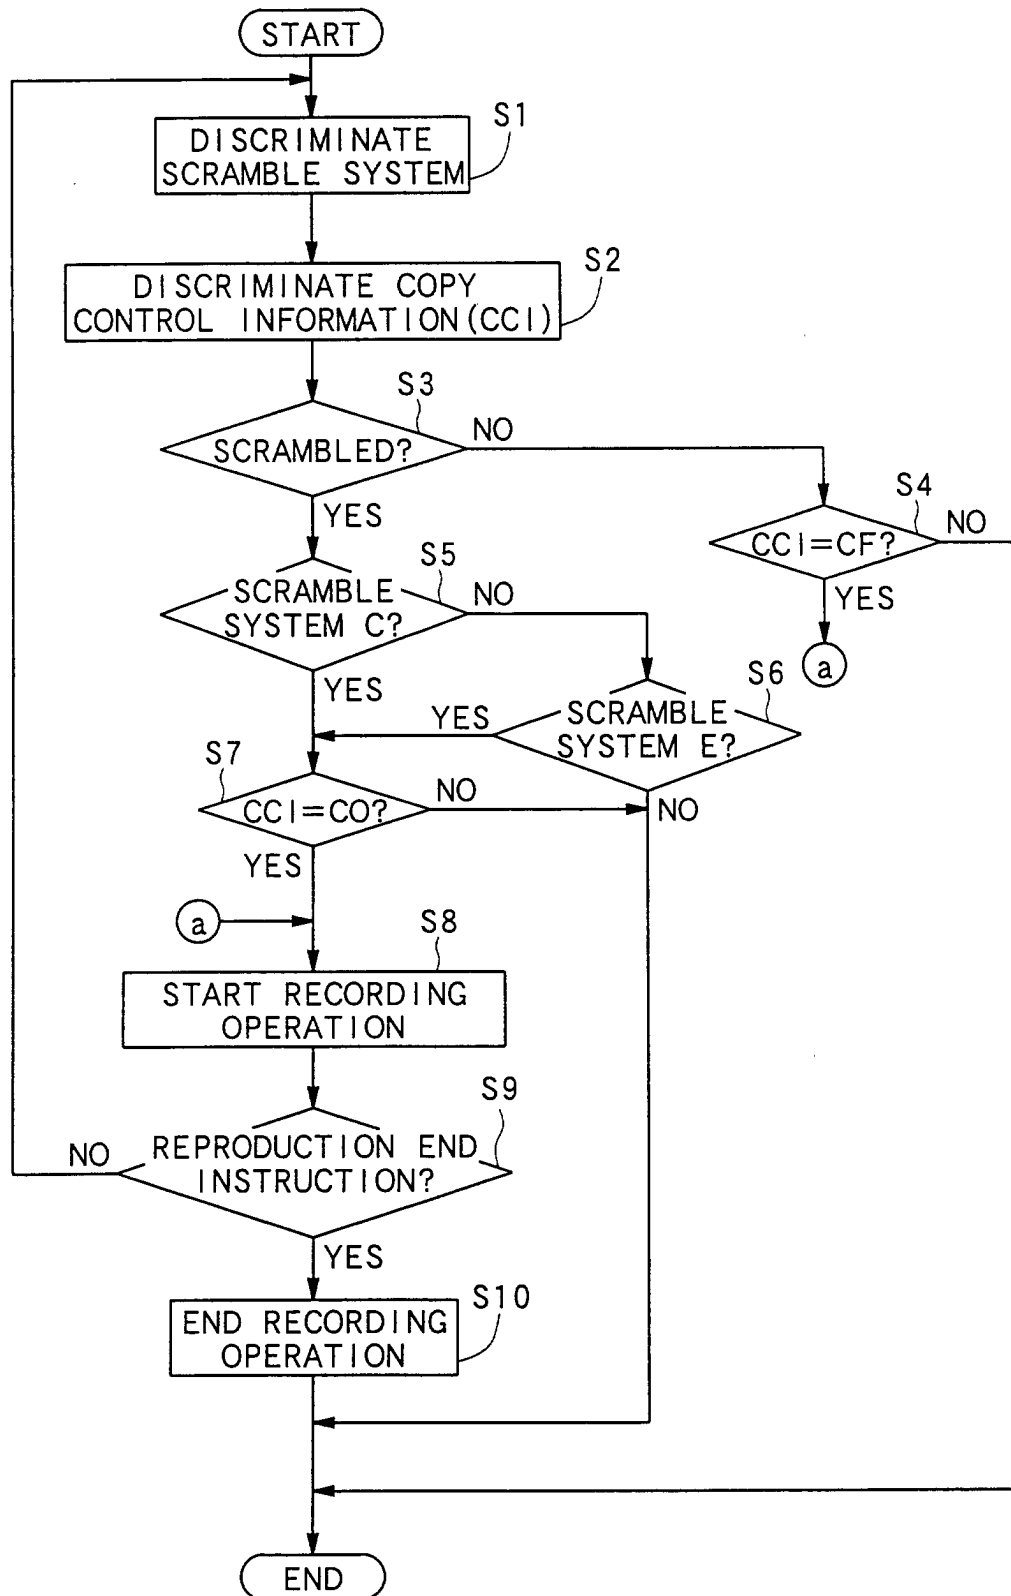 START
S1
DISCRIMINATE
SCRAMBLE SYSTEM
S2
DISCRIMINATE COPY
CONTROL INFORMATION(CCI)
S3
SCRAMBLED?
NO
YES
S4
CCI=CF?
NO
YES
a
S5
SCRAMBLE
SYSTEM C?
NO
YES
S6
SCRAMBLE
SYSTEM E?
YES
NO
S7
CCI=CO?
NO
YES
a
S8
START RECORDING
OPERATION
S9
REPRODUCTION END
INSTRUCTION?
NO
YES
S10
END RECORDING
OPERATION
END